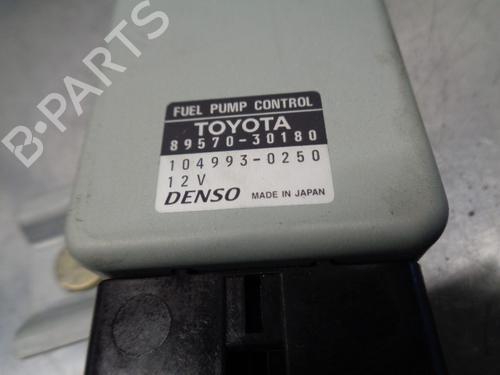 B-PARTS
FUEL PUMP CONTROL
TOYOTA
89570-30180
104993-0250
12V
DENSO MADE IN JAPAN